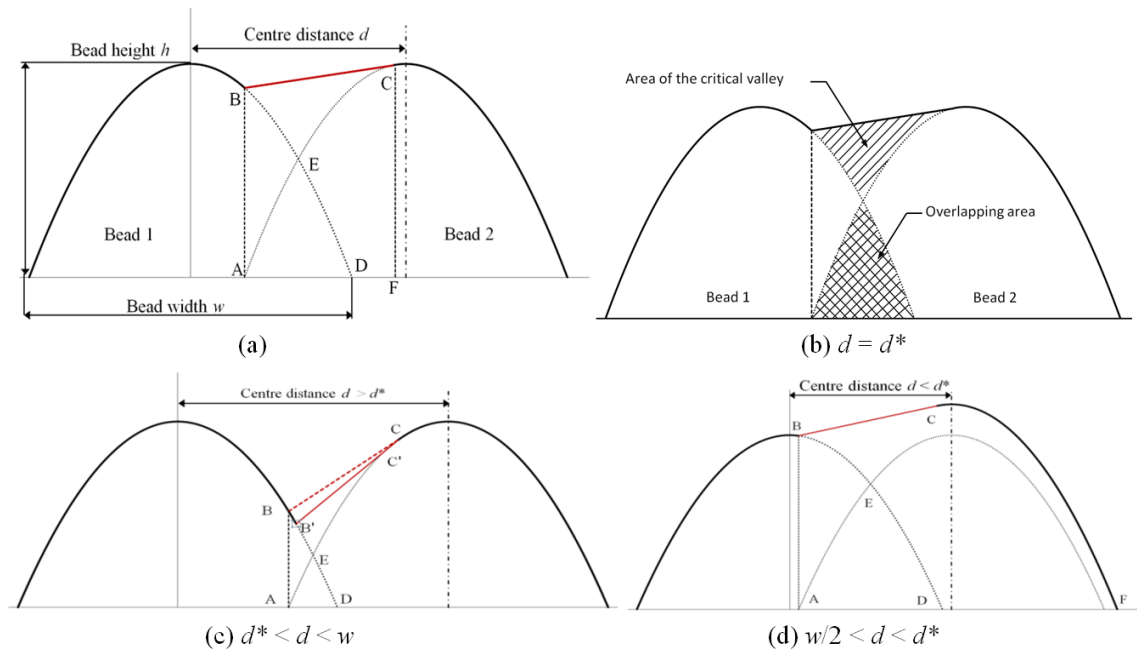 Centre distance d
Bead height h
B
C
E
Bead 1
Bead 2
A
D
F
Bead width w
(a)
Area of the critical valley
Overlapping area
Bead 1
Bead 2
(b) d = d*
Centre distance d > d*
C
C'
B
B'
E
A
D
(c) d* < d < w
Centre distance d < d*
B
C
E
A
D
F
(d) w/2 < d < d*